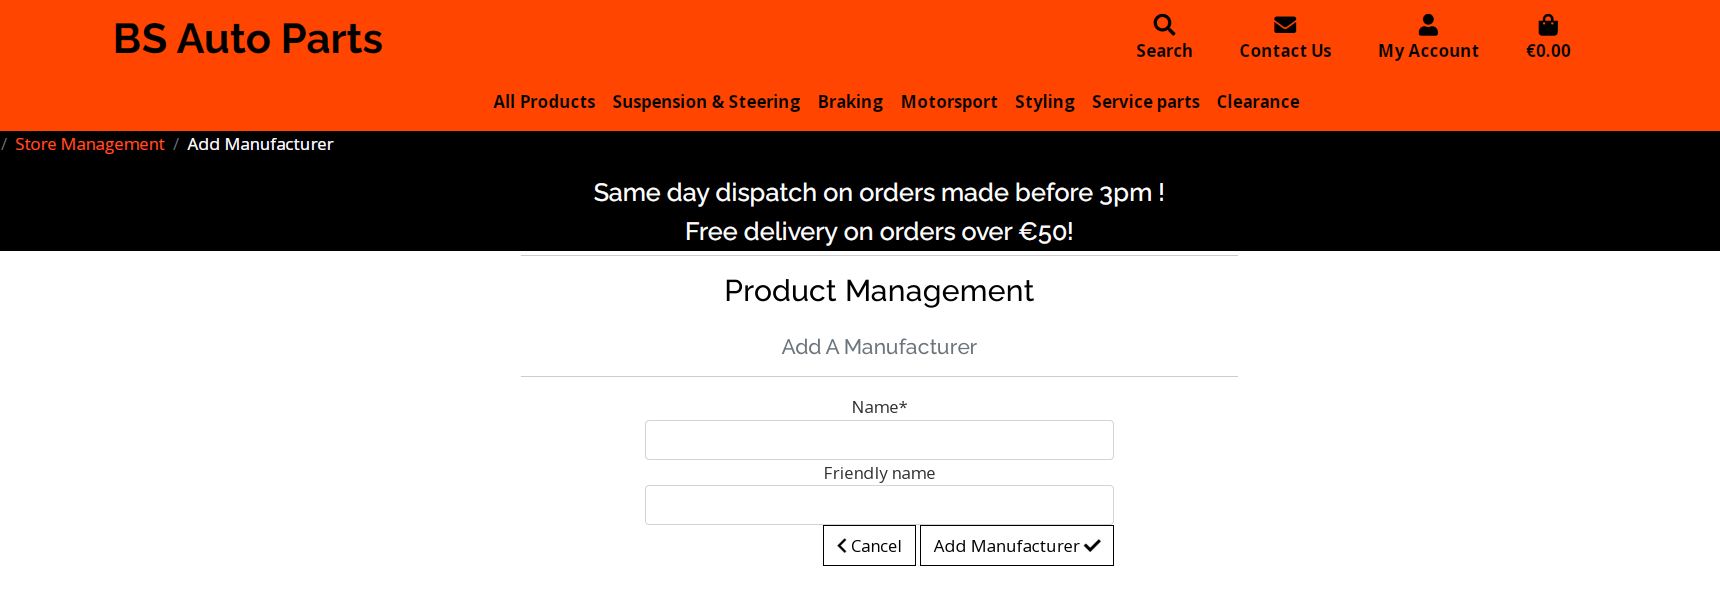 BS Auto Parts
Search Contact Us My Account €0.00
All Products Suspension & Steering Braking Motorsport Styling Service parts Clearance
/ Store Management / Add Manufacturer
Same day dispatch on orders made before 3pm !
Free delivery on orders over €50!
Product Management
Add A Manufacturer
Name*
Friendly name
Cancel Add Manufacturer